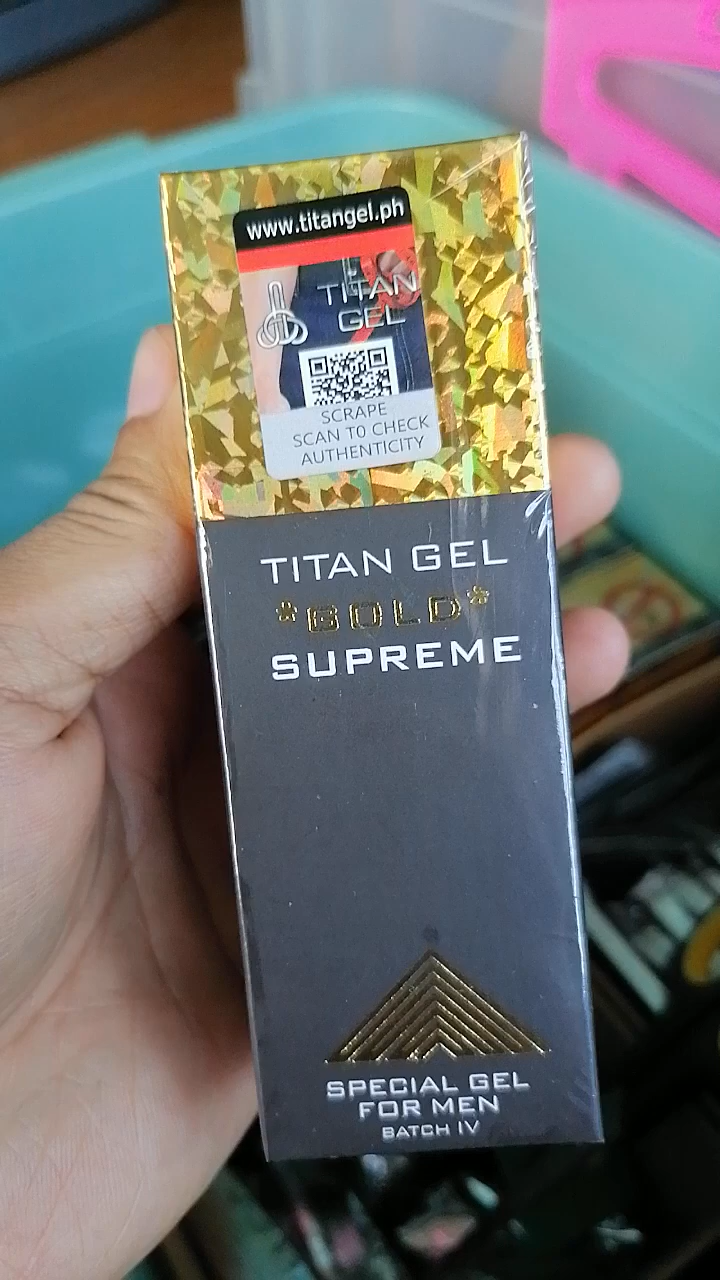 www.titangel.ph
TITAN
GEL
SCRAPE
SCAN TO CHECK
AUTHENTICITY
TITAN GEL
*GOLD*
SUPREME
SPECIAL GEL
FOR MEN
BATCH IV